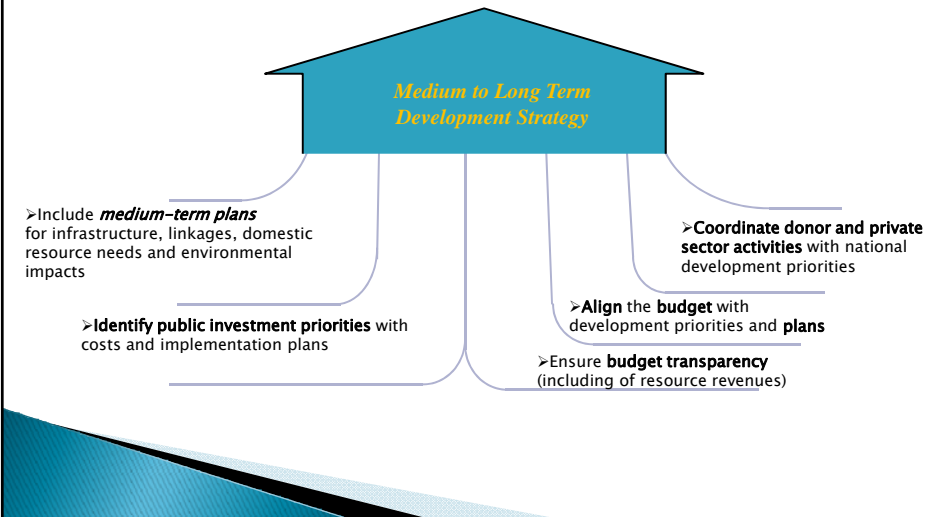 Medium to Long Term
Development Strategy
➢Include medium-term plans
for infrastructure, linkages, domestic
resource needs and environmental
impacts
➢Identify public investment priorities with
costs and implementation plans
➢Coordinate donor and private
sector activities with national
development priorities
➢Align the budget with
development priorities and plans
➢Ensure budget transparency
(including of resource revenues)